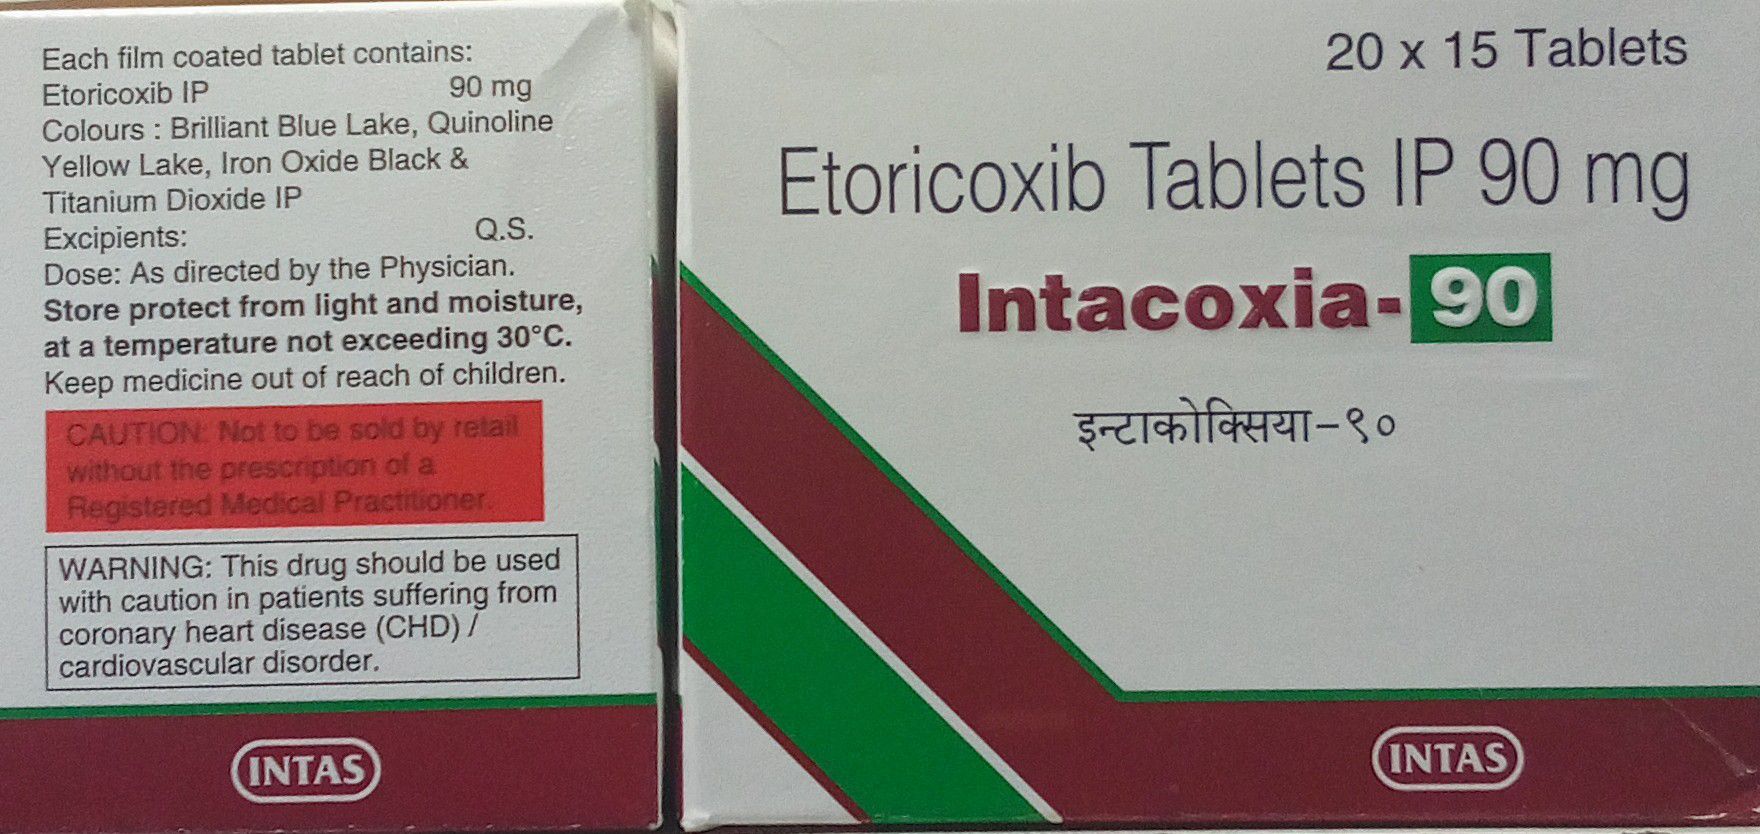 Each film coated tablet contains:
Etoricoxib IP 90 mg
Colours : Brilliant Blue Lake, Quinoline
Yellow Lake, Iron Oxide Black &
Titanium Dioxide IP
Excipients: Q.S.
Dose: As directed by the Physician.
Store protect from light and moisture,
at a temperature not exceeding 30°C.
Keep medicine out of reach of children.
CAUTION: Not to be sold by retail
without the prescription of a
Registered Medical Practitioner.
WARNING: This drug should be used
with caution in patients suffering from
coronary heart disease (CHD) /
cardiovascular disorder.
INTAS
20 x 15 Tablets
Etoricoxib Tablets IP 90 mg
Intacoxia-90
इन्टाकोक्सिया-९०
INTAS